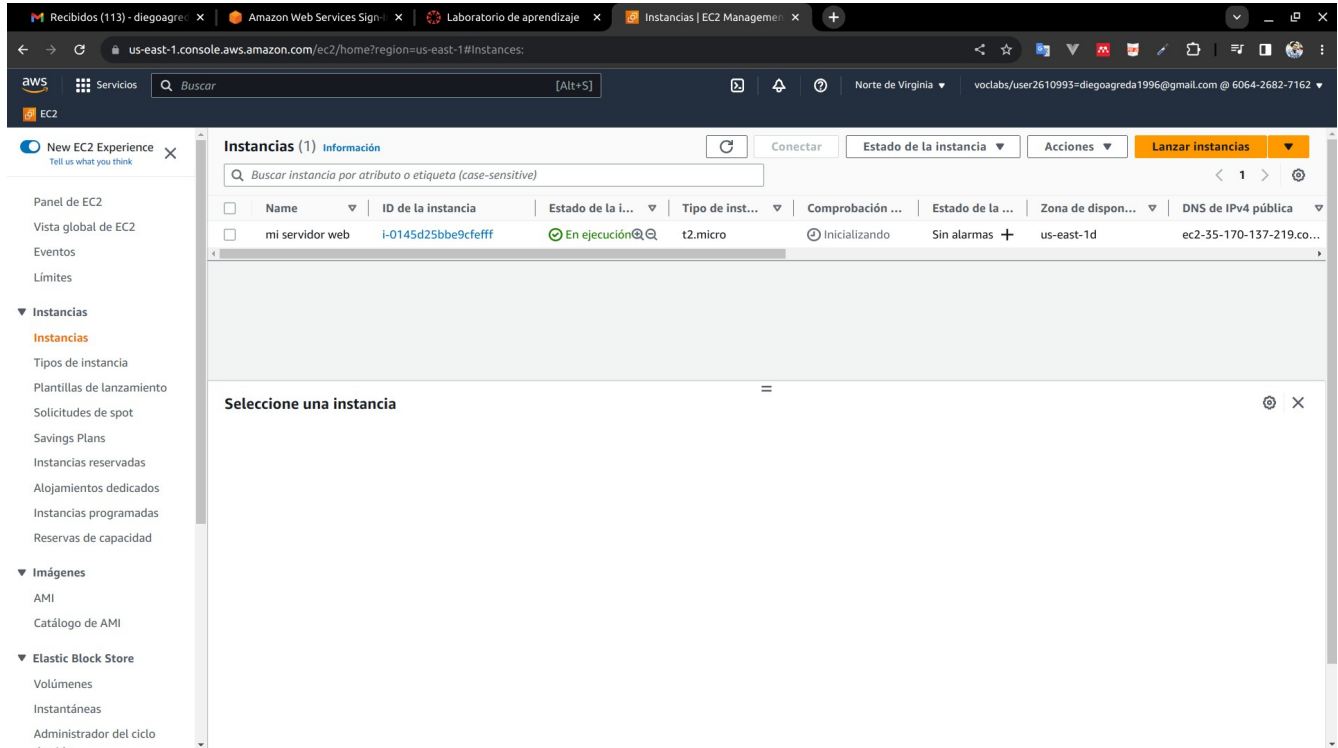 Recibidos (113) - diegoagred
Amazon Web Services Sign-I
Laboratorio de aprendizaje
Instancias | EC2 Managemen
us-east-1.console.aws.amazon.com/ec2/home?region=us-east-1#Instances:
aws
Servicios
Buscar
[Alt+S]
Norte de Virginia
voclabs/user2610993=diegoagreda1996@gmail.com @ 6064-2682-7162
EC2
New EC2 Experience
Tell us what you think
Panel de EC2
Vista global de EC2
Eventos
Límites
Instancias
Instancias
Tipos de instancia
Plantillas de lanzamiento
Solicitudes de spot
Savings Plans
Instancias reservadas
Alojamientos dedicados
Instancias programadas
Reservas de capacidad
Imágenes
AMI
Catálogo de AMI
Elastic Block Store
Volúmenes
Instantáneas
Administrador del ciclo
Instancias (1) Información
Conectar
Estado de la instancia
Acciones
Lanzar instancias
Buscar instancia por atributo o etiqueta (case-sensitive)
1
Name ID de la instancia Estado de la i... Tipo de inst... Comprobación ... Estado de la ... Zona de dispon... DNS de IPv4 pública
mi servidor web i-0145d25bbe9cfefff En ejecución t2.micro Inicializando Sin alarmas us-east-1d ec2-35-170-137-219.co...
Seleccione una instancia